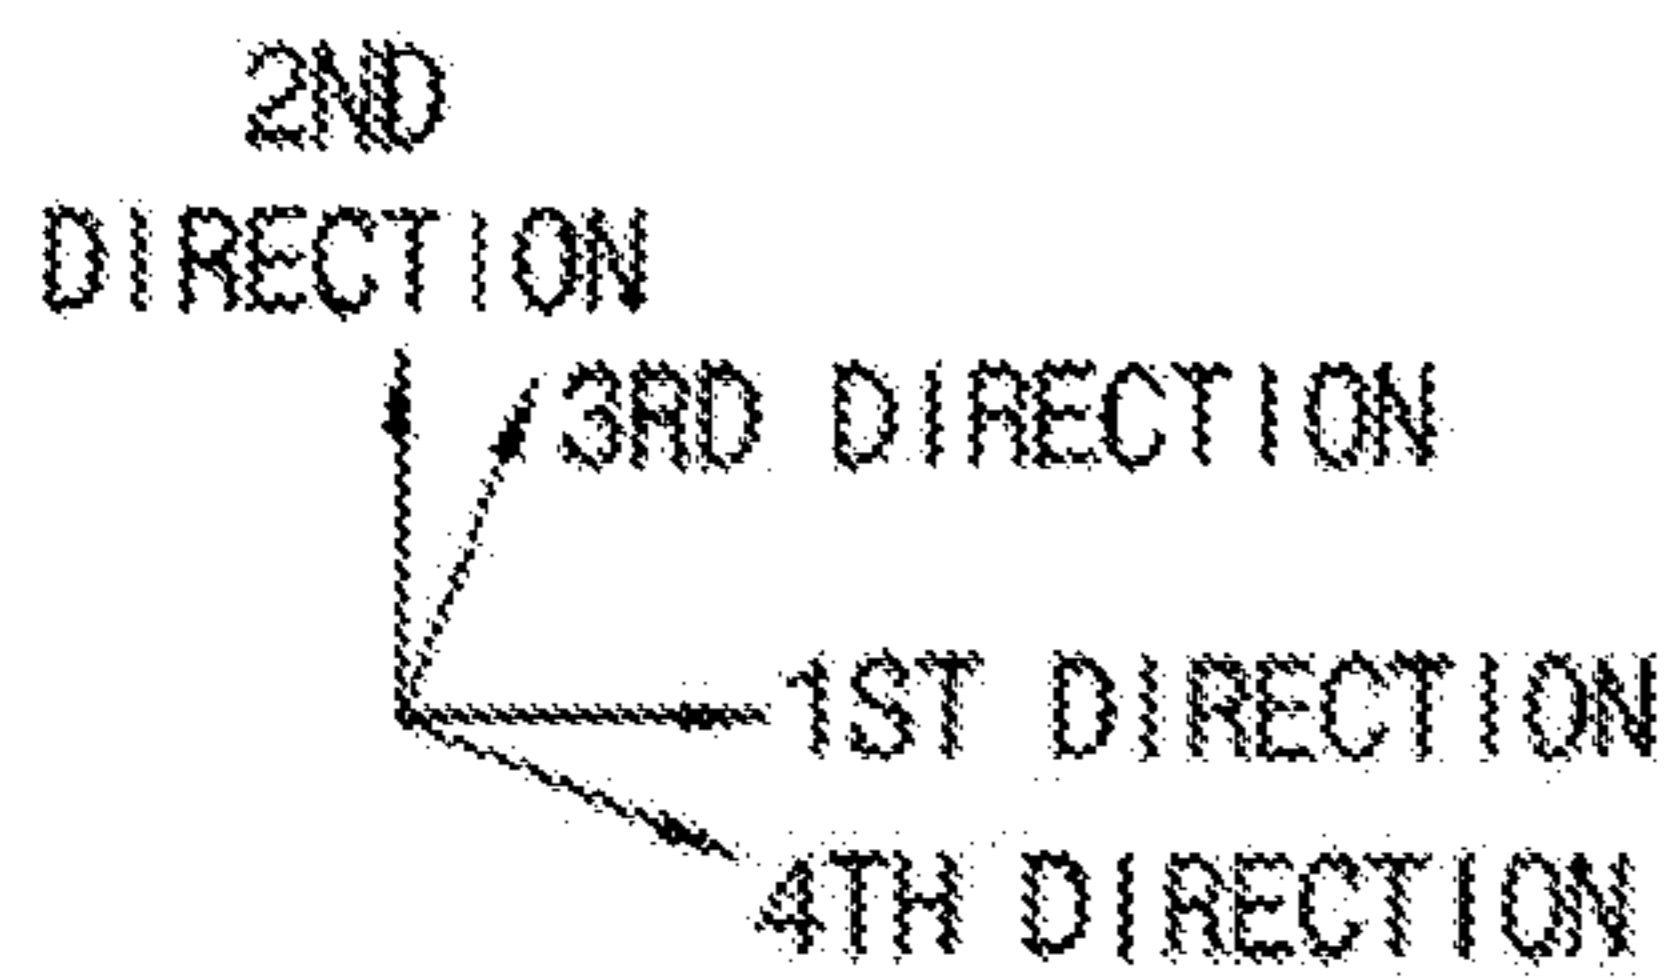 2ND
DIRECTION
3RD DIRECTION
1ST DIRECTION
4TH DIRECTION